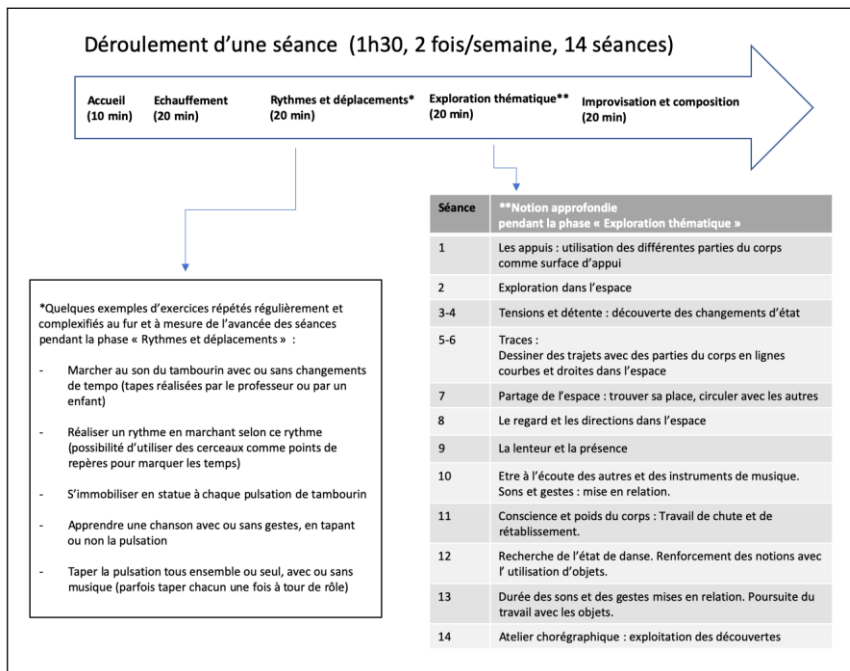 Déroulement d’une séance (1h30, 2 fois/semaine, 14 séances)
Accueil
(10 min)
Echauffement
(20 min)
Rythmes et déplacements*
(20 min)
Exploration thématique**
(20 min)
Improvisation et composition
(20 min)
*Quelques exemples d’exercices répétés régulièrement et
complexifiés au fur et à mesure de l’avancée des séances
pendant la phase « Rythmes et déplacements » :
- Marcher au son du tambourin avec ou sans changements
de tempo (tapes réalisées par le professeur ou par un
enfant)
- Réaliser un rythme en marchant selon ce rythme
(possibilité d’utiliser des cerceaux comme points de
repères pour marquer les temps)
- S’immobiliser en statue à chaque pulsation de tambourin
- Apprendre une chanson avec ou sans gestes, en tapant
ou non la pulsation
- Taper la pulsation tous ensemble ou seul, avec ou sans
musique (parfois taper chacun une fois à tour de rôle)
Séance **Notion approfondie
pendant la phase « Exploration thématique »
1 Les appuis : utilisation des différentes parties du corps
comme surface d’appui
2 Exploration dans l’espace
3-4 Tensions et détente : découverte des changements d’état
5-6 Traces :
Dessiner des trajets avec des parties du corps en lignes
courbes et droites dans l’espace
7 Partage de l’espace : trouver sa place, circuler avec les autres
8 Le regard et les directions dans l’espace
9 La lenteur et la présence
10 Etre à l’écoute des autres et des instruments de musique.
Sons et gestes : mise en relation.
11 Conscience et poids du corps : Travail de chute et de
rétablissement.
12 Recherche de l’état de danse. Renforcement des notions avec
l’ utilisation d’objets.
13 Durée des sons et des gestes mises en relation. Poursuite du
travail avec les objets.
14 Atelier chorégraphique : exploitation des découvertes